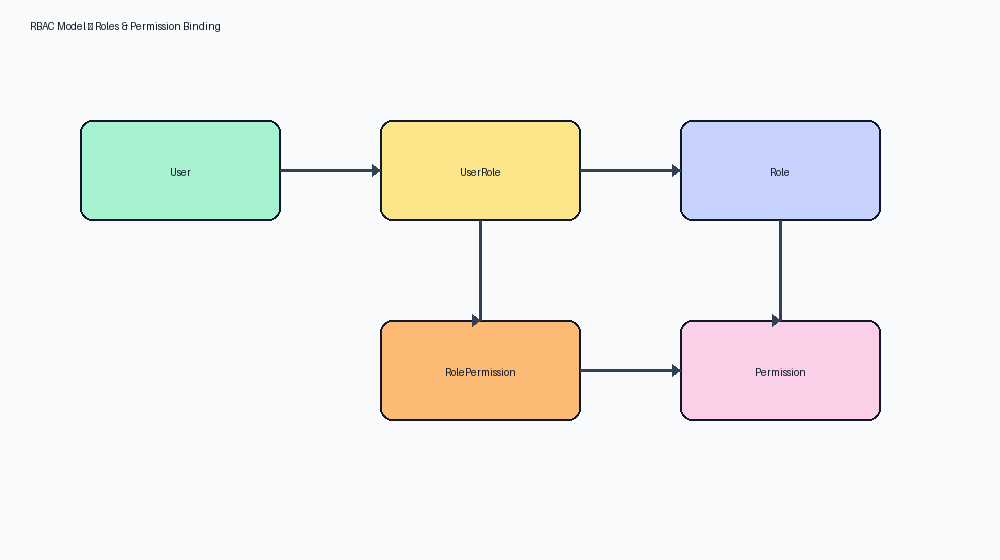 RBAC Model ☒ Roles & Permission Binding
User
UserRole
Role
RolePermission
Permission